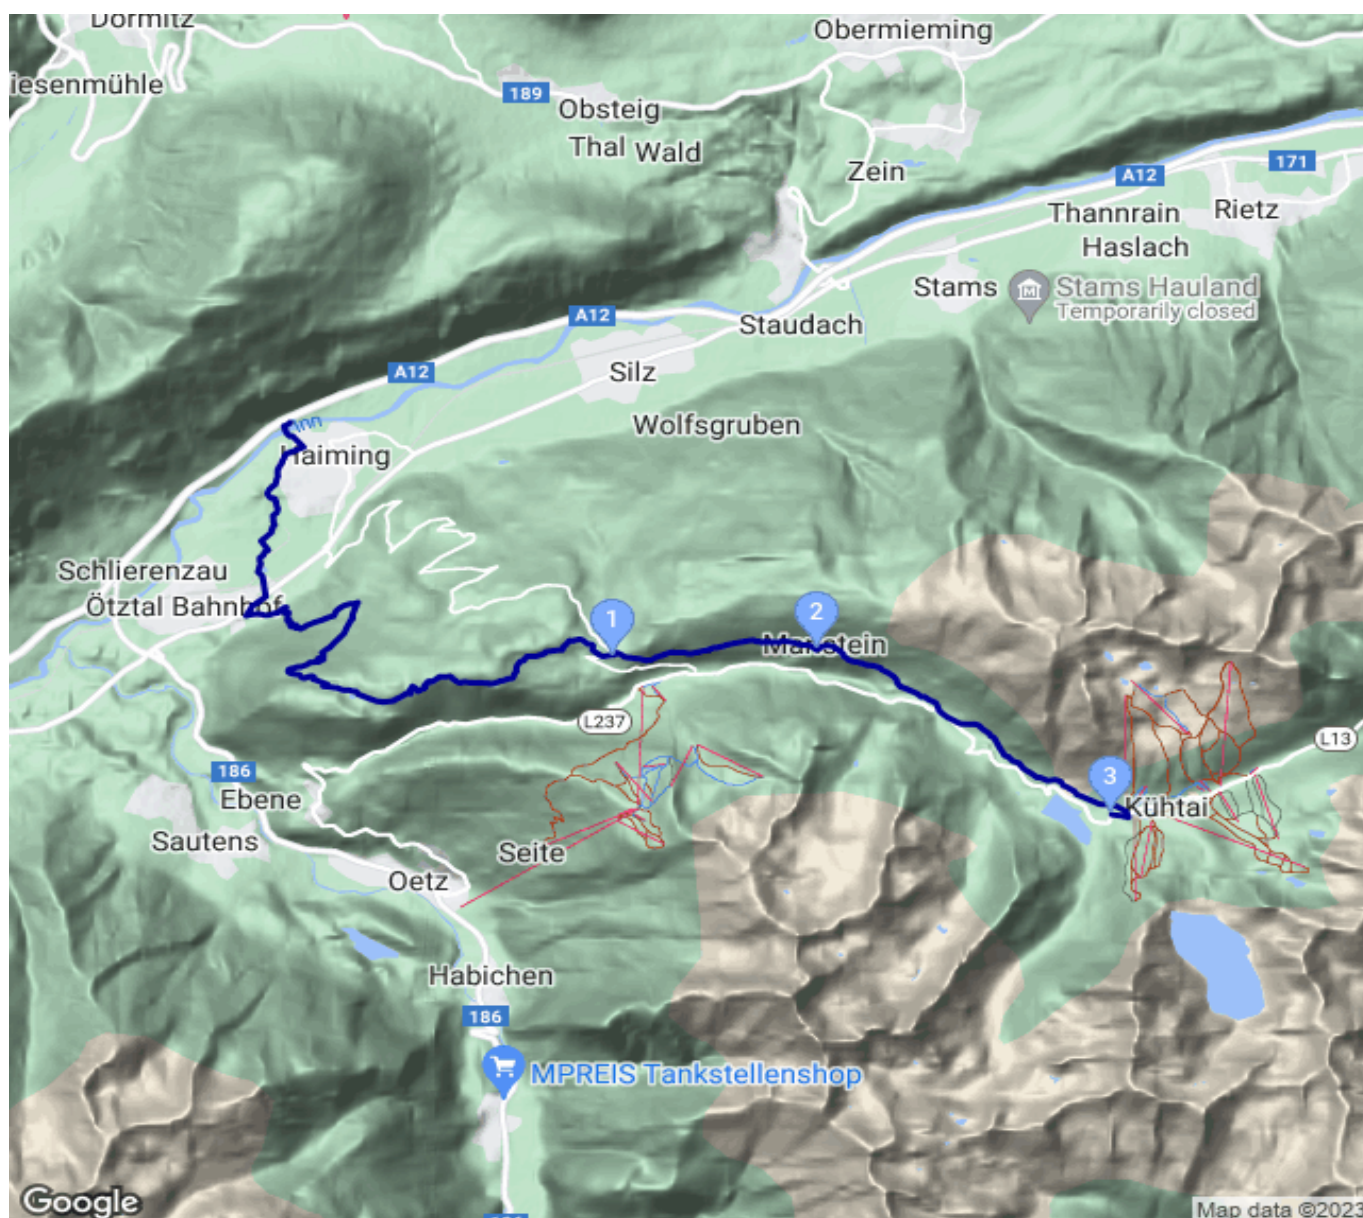 Dormitz
Obermieming
iesenmühle
189
Obsteig
Thal
Wald
Zein
171
A12
Thannrain
Rietz
Haslach
Stams
Stams Hauland
Temporarily closed
A12
Staudach
A12
Silz
Inn
Wolfsgruben
Haiming
Schlierenzau
Ötztal Bahnhof
1
2
Marlstein
L237
L13
186
3
Ebene
Kühtai
Sautens
Seite
Oetz
Habichen
186
MPREIS Tankstellenshop
Google
Map data ©2023